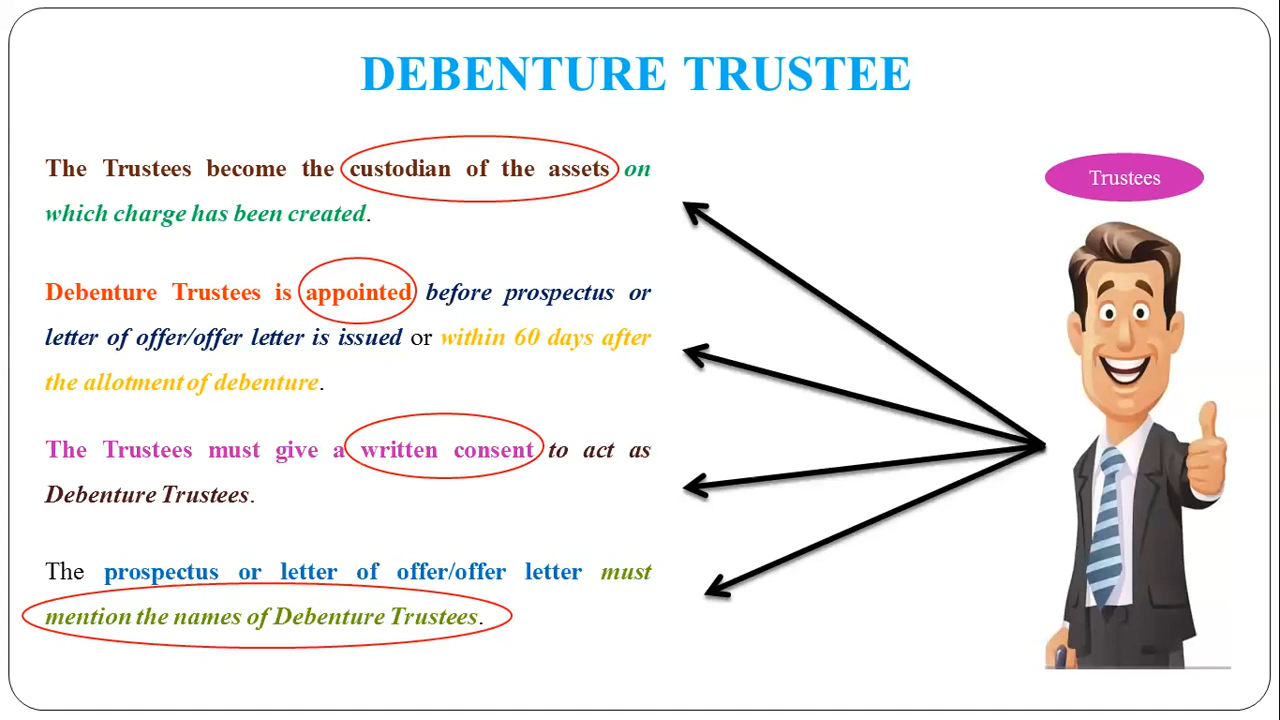 DEBENTURE TRUSTEE
The Trustees become the custodian of the assets on
which charge has been created.
Debenture Trustees is appointed before prospectus or
letter of offer/offer letter is issued or within 60 days after
the allotment of debenture.
The Trustees must give a written consent to act as
Debenture Trustees.
The prospectus or letter of offer/offer letter must
mention the names of Debenture Trustees.
Trustees